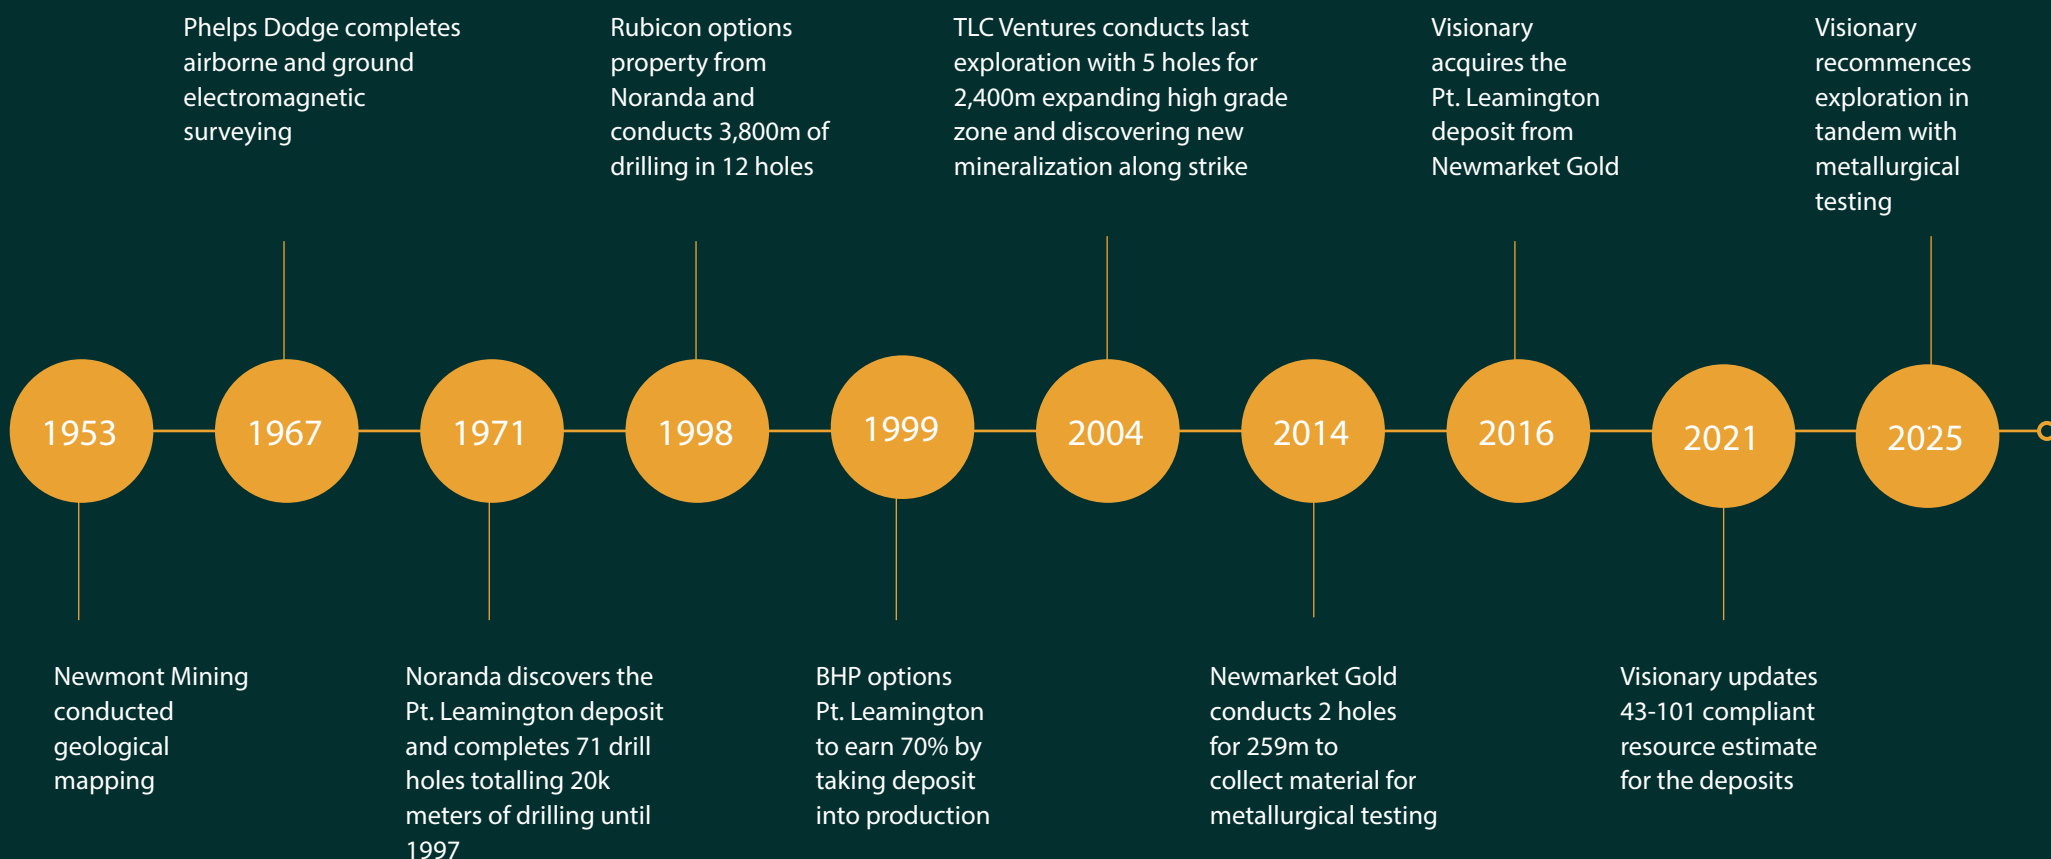 Phelps Dodge completes
airborne and ground
electromagnetic
surveying
Rubicon options
property from
Noranda and
conducts 3,800m of
drilling in 12 holes
TLC Ventures conducts last
exploration with 5 holes for
2,400m expanding high grade
zone and discovering new
mineralization along strike
Visionary
acquires the
Pt. Leamington
deposit from
Newmarket Gold
Visionary
recommences
exploration in
tandem with
metallurgical
testing
1953
1967
1971
1998
1999
2004
2014
2016
2021
2025
Newmont Mining
conducted
geological
mapping
Noranda discovers the
Pt. Leamington deposit
and completes 71 drill
holes totalling 20k
meters of drilling until
1997
BHP options
Pt. Leamington
to earn 70% by
taking deposit
into production
Newmarket Gold
conducts 2 holes
for 259m to
collect material for
metallurgical testing
Visionary updates
43-101 compliant
resource estimate
for the deposits